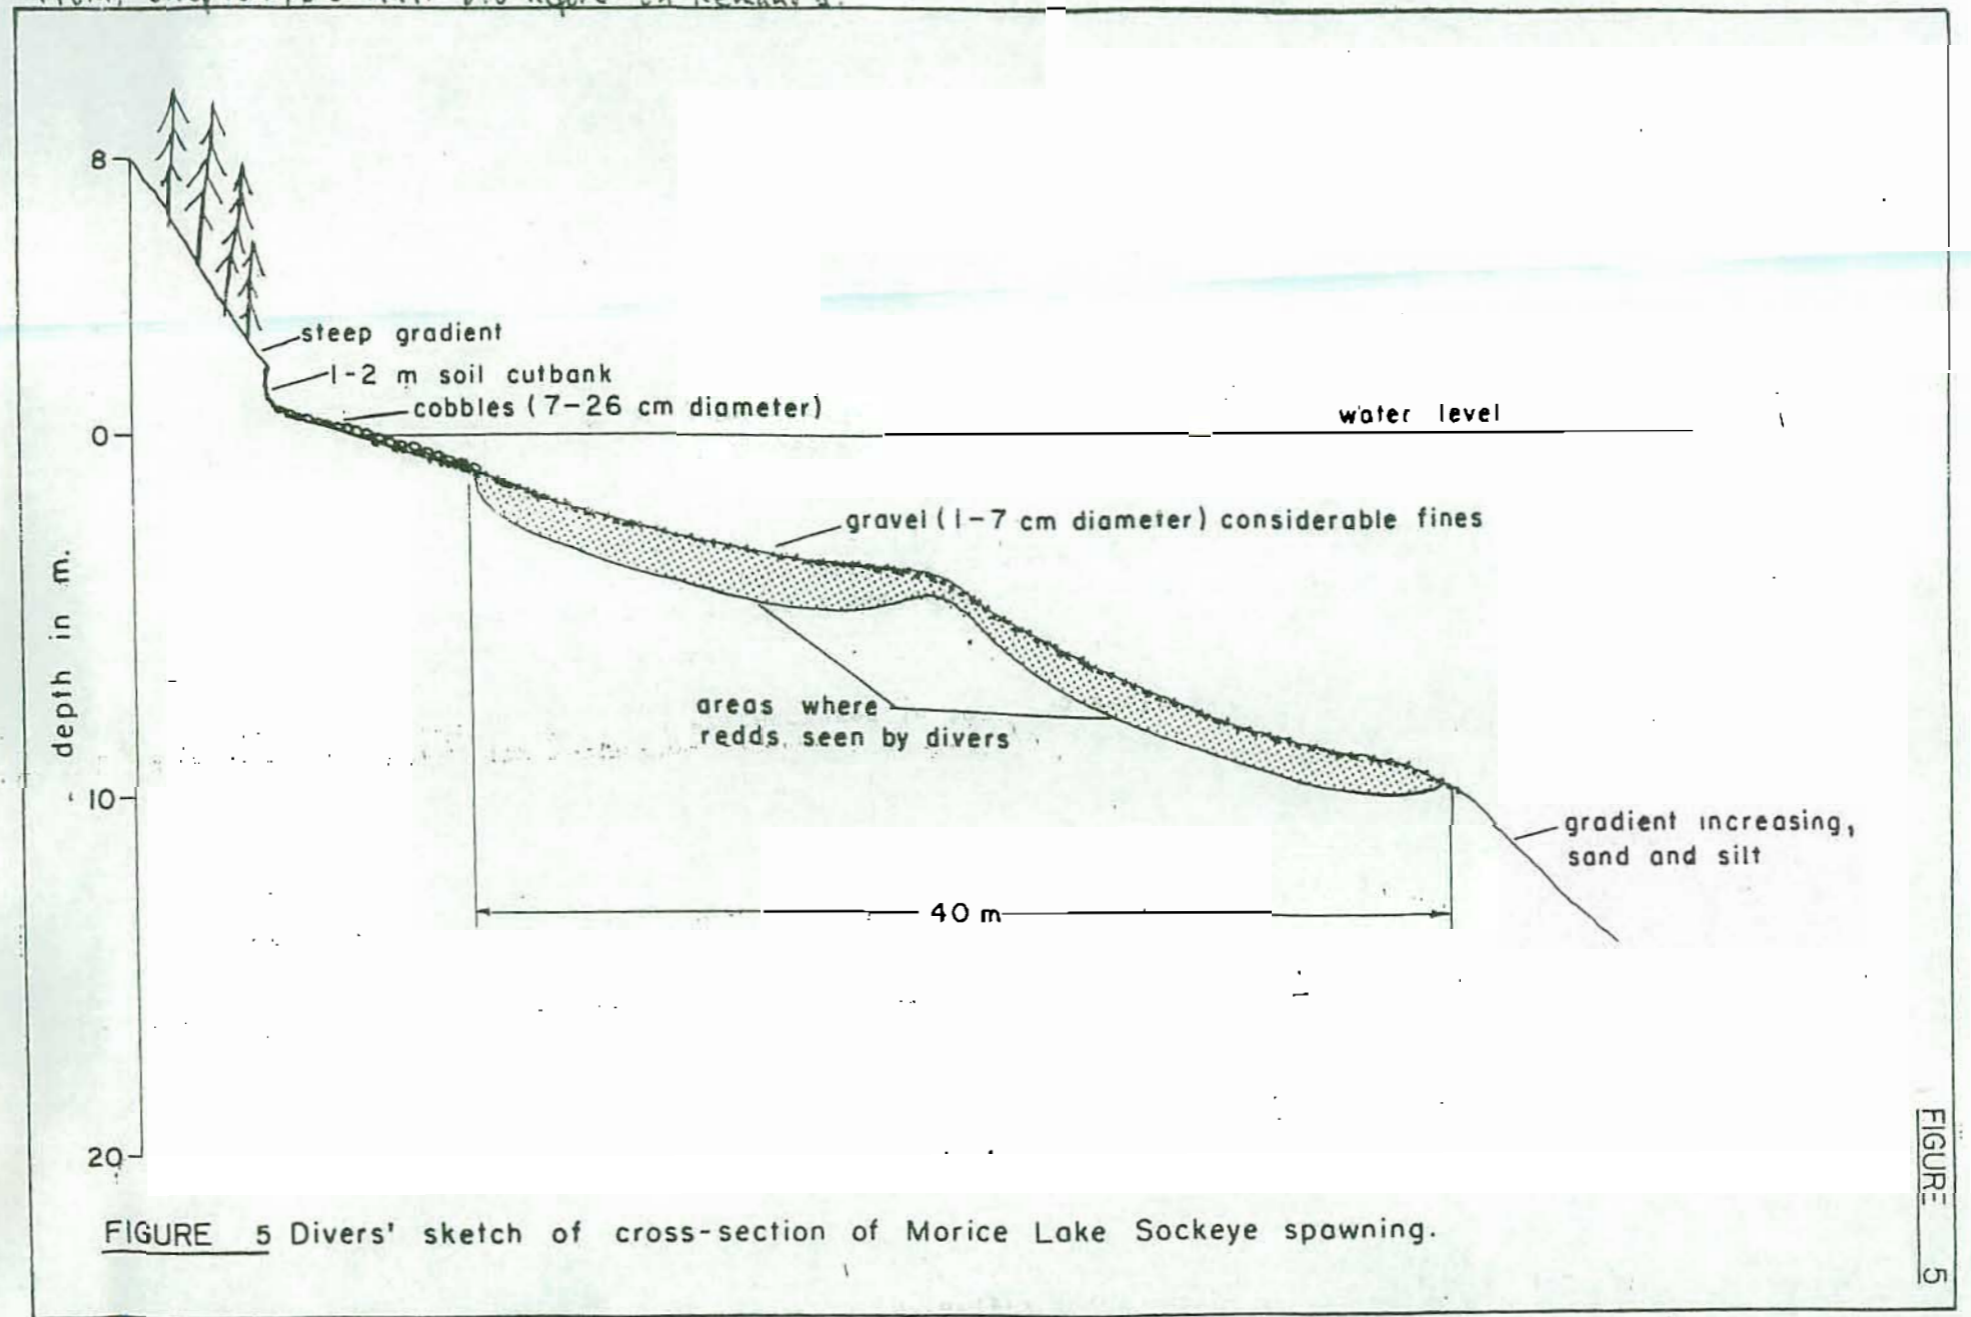 8
steep gradient
1-2 m soil cutbank
cobbles (7-26 cm diameter)
0
water level
gravel (1-7 cm diameter) considerable fines
depth in m.
areas where
redds seen by divers
10
gradient increasing,
sand and silt
40 m
20
FIGURE 5 Divers' sketch of cross-section of Morice Lake Sockeye spawning.
FIGURE 5